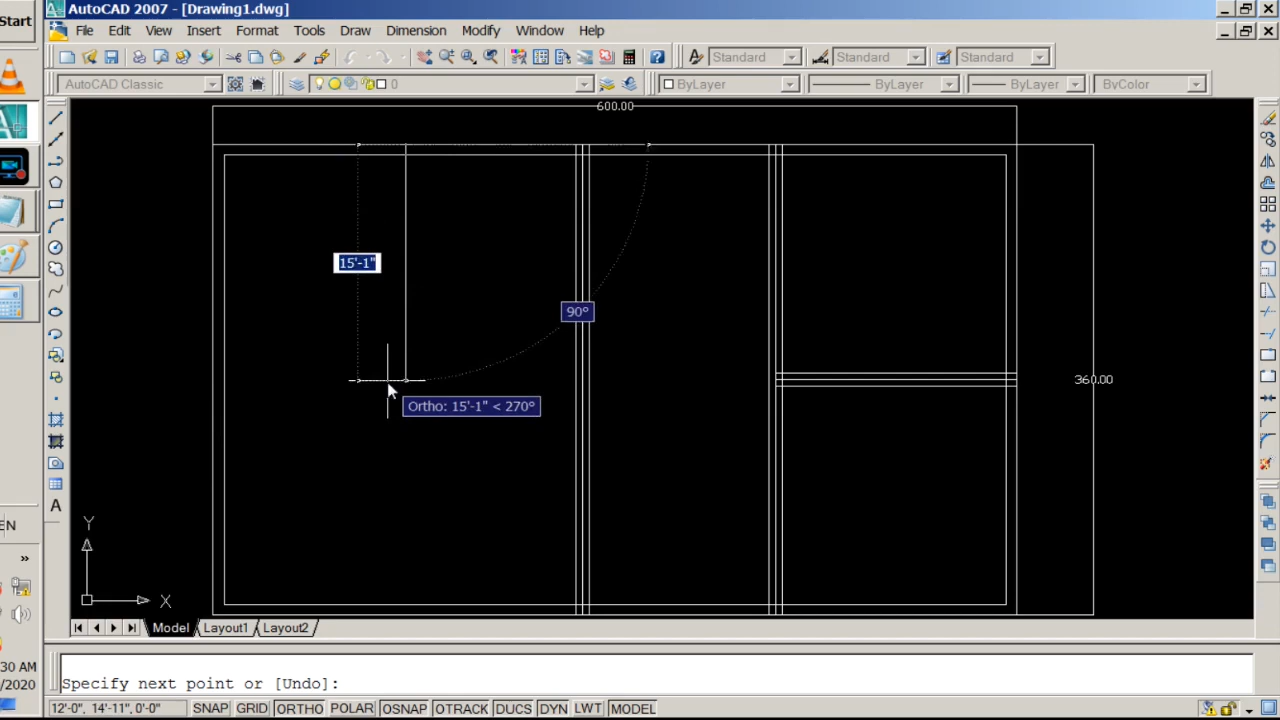 Start
AutoCAD 2007 - [Drawing1.dwg]
File Edit View Insert Format Tools Draw Dimension Modify Window Help
Standard Standard Standard
AutoCAD Classic 0 ByLayer ByLayer ByLayer ByColor
600.00
15'-1"
90°
360.00
Ortho: 15'-1" < 270°
A
EN
»
Y
X
Model Layout1 Layout2
:30 AM
/2020
Specify next point or [Undo]:
12'-0", 14'-11", 0'-0" SNAP GRID ORTHO POLAR OSNAP OTRACK DUCS DYN LWT MODEL